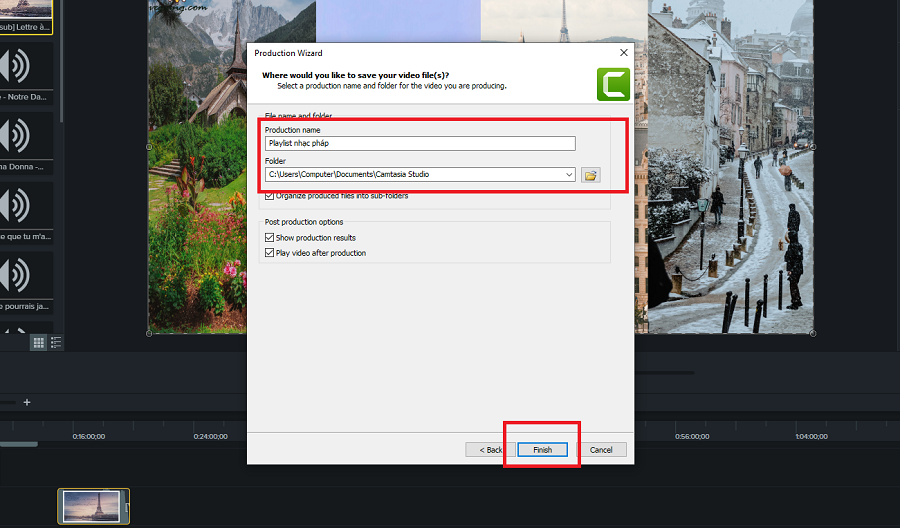 sub] Lettre à...
- Notre Da...
na Donna -...
e que tu m'a...
e pourrais ja...
Production Wizard
Where would you like to save your video file(s)?
Select a production name and folder for the video you are producing.
File name and folder
Production name
Playlist nhạc pháp
Folder
C:\Users\Computer\Documents\Camtasia Studio
Organize produced files into sub-folders
Post production options
Show production results
Play video after production
< Back
Finish
Cancel
+
0:16:00;00
0:24:00;00
0:56:00;00
1:04:00;00